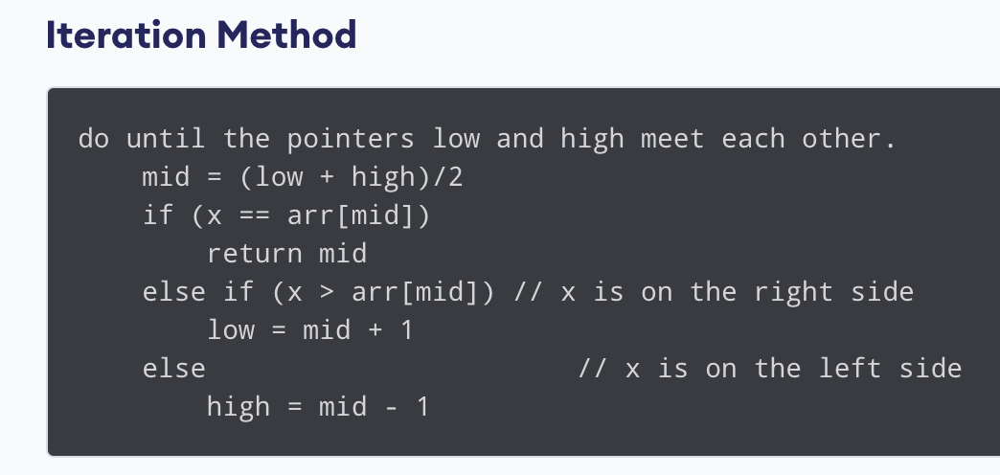 Iteration Method
do until the pointers low and high meet each other.
    mid = (low + high)/2
    if (x == arr[mid])
        return mid
    else if (x > arr[mid]) // x is on the right side
        low = mid + 1
    else                       // x is on the left side
        high = mid - 1